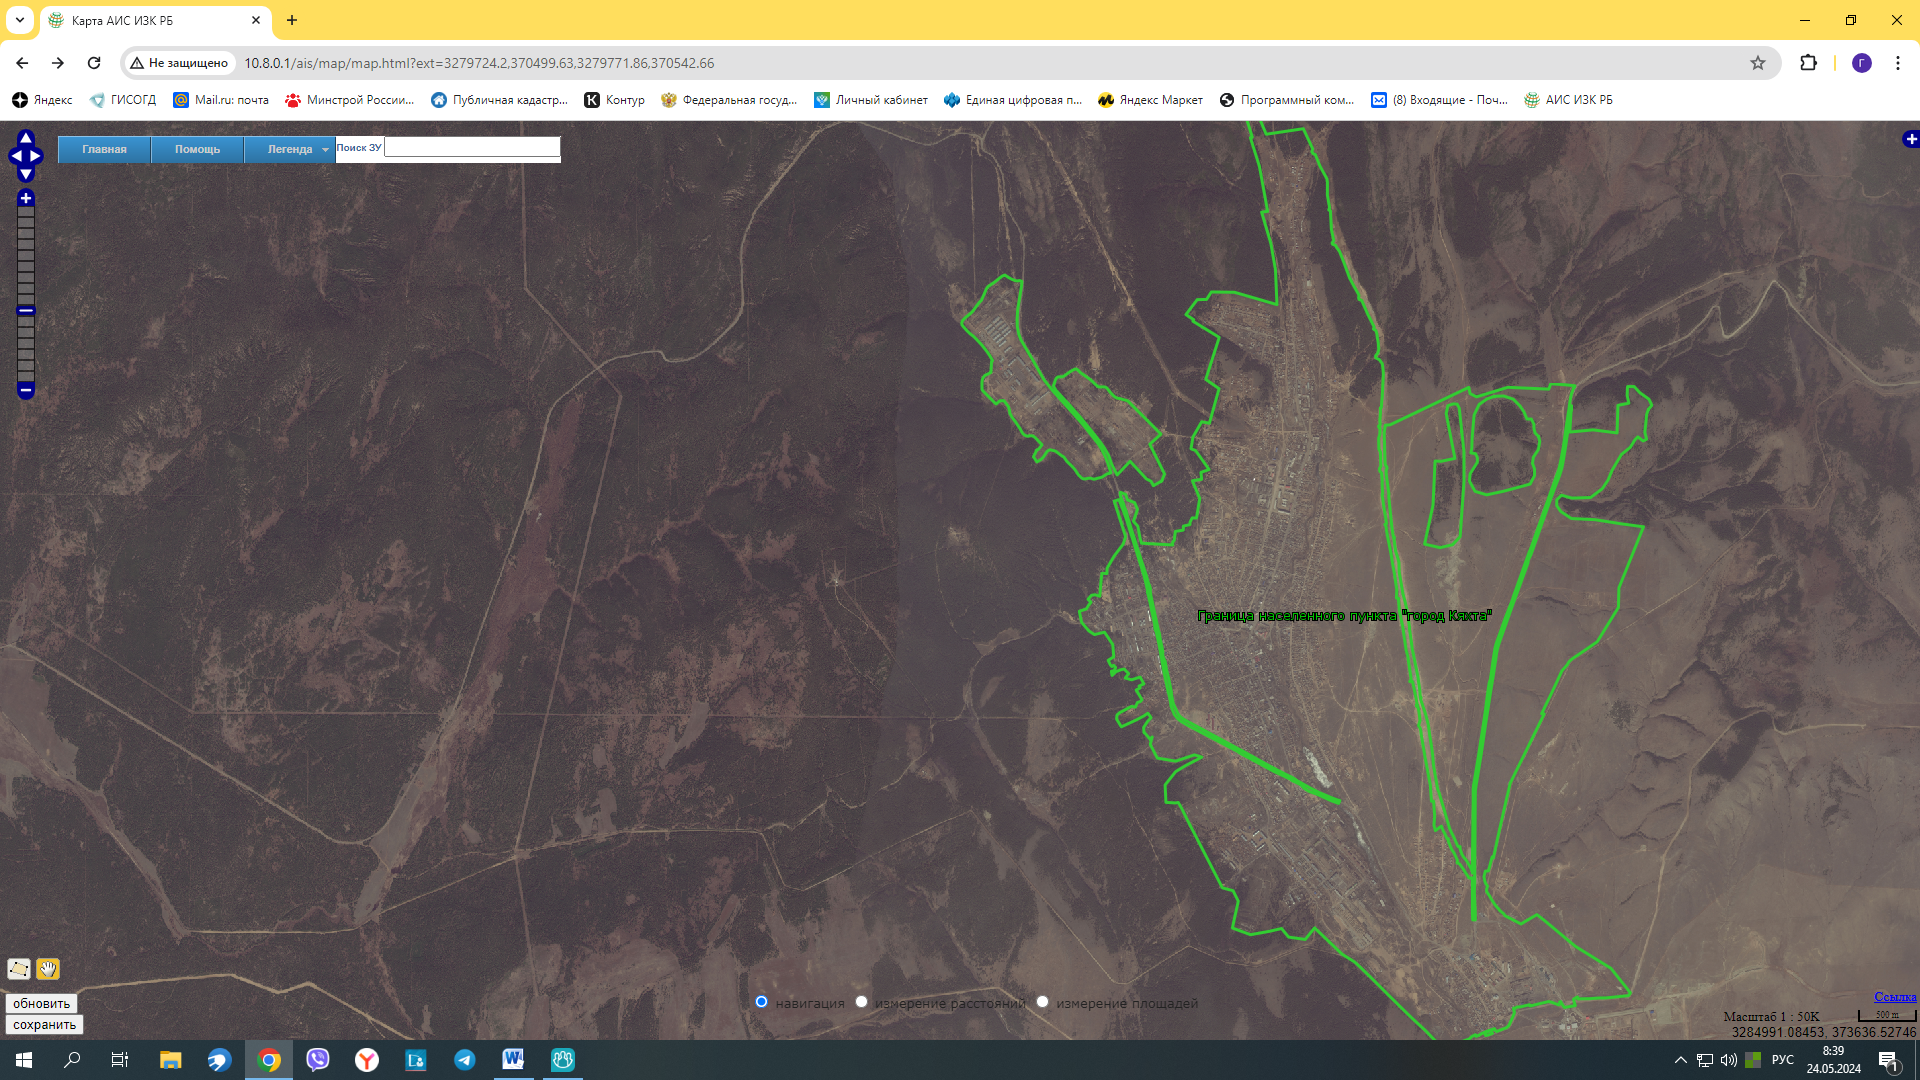 Карта АИС ИЗК РБ
Не защищено
10.8.0.1/ais/map/map.html?ext=3279724.2,370499.63,3279771.86,370542.66
Г
Яндекс
ГИСОГД
Mail.ru: почта
Минстрой России...
Публичная кадастр...
Контур
Федеральная госуд...
Личный кабинет
Единая цифровая п...
Яндекс Маркет
Программный ком...
(8) Входящие - Поч...
АИС ИЗК РБ
Главная
Помощь
Легенда
Поиск ЗУ
Граница населенного пункта "город Кяхта"
обновить
сохранить
навигация
измерение расстояний
измерение площадей
Ссылка
Масштаб 1 : 50K
500 m
3284991.08453, 373636.52746
РУС
8:39
24.05.2024
1